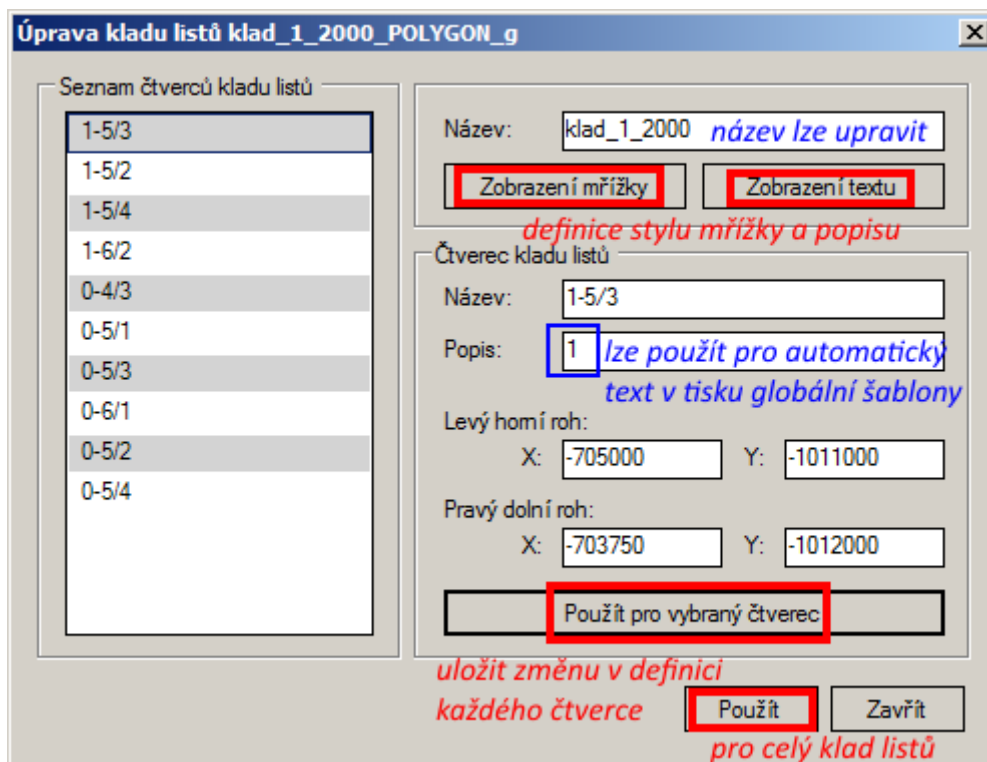 Úprava kladu listů klad_1_2000_POLYGON_g
Seznam čtverců kladu listů
1-5/3
1-5/2
1-5/4
1-6/2
0-4/3
0-5/1
0-5/3
0-6/1
0-5/2
0-5/4
Název: klad_1_2000 název lze upravit
Zobrazení mřížky Zobrazení textu
definice stylu mřížky a popisu
Čtverec kladu listů
Název: 1-5/3
Popis: 1 lze použít pro automatický
text v tisku globální šablony
Levý horní roh:
X: -705000 Y: -1011000
Pravý dolní roh:
X: -703750 Y: -1012000
Použít pro vybraný čtverec
uložit změnu v definici
každého čtverce
Použít Zavřít
pro celý klad listů